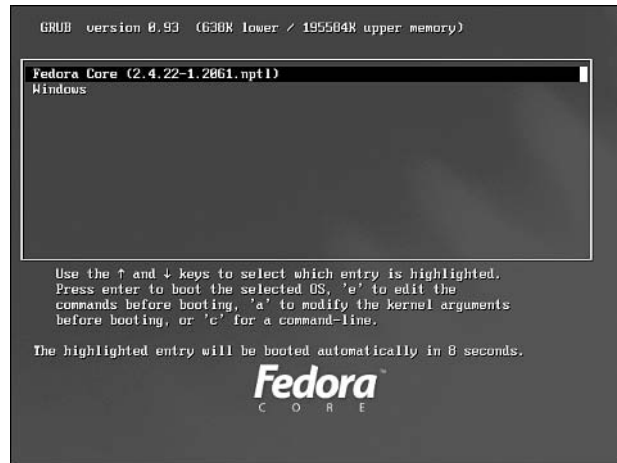 GRUB version 0.93 (638K lower / 195584K upper memory)
Fedora Core (2.4.22-1.2061.nptl)
Windows
Use the ↑ and ↓ keys to select which entry is highlighted.
Press enter to boot the selected OS, 'e' to edit the
commands before booting, 'a' to modify the kernel arguments
before booting, or 'c' for a command-line.
The highlighted entry will be booted automatically in 8 seconds.
Fedora™
CORE